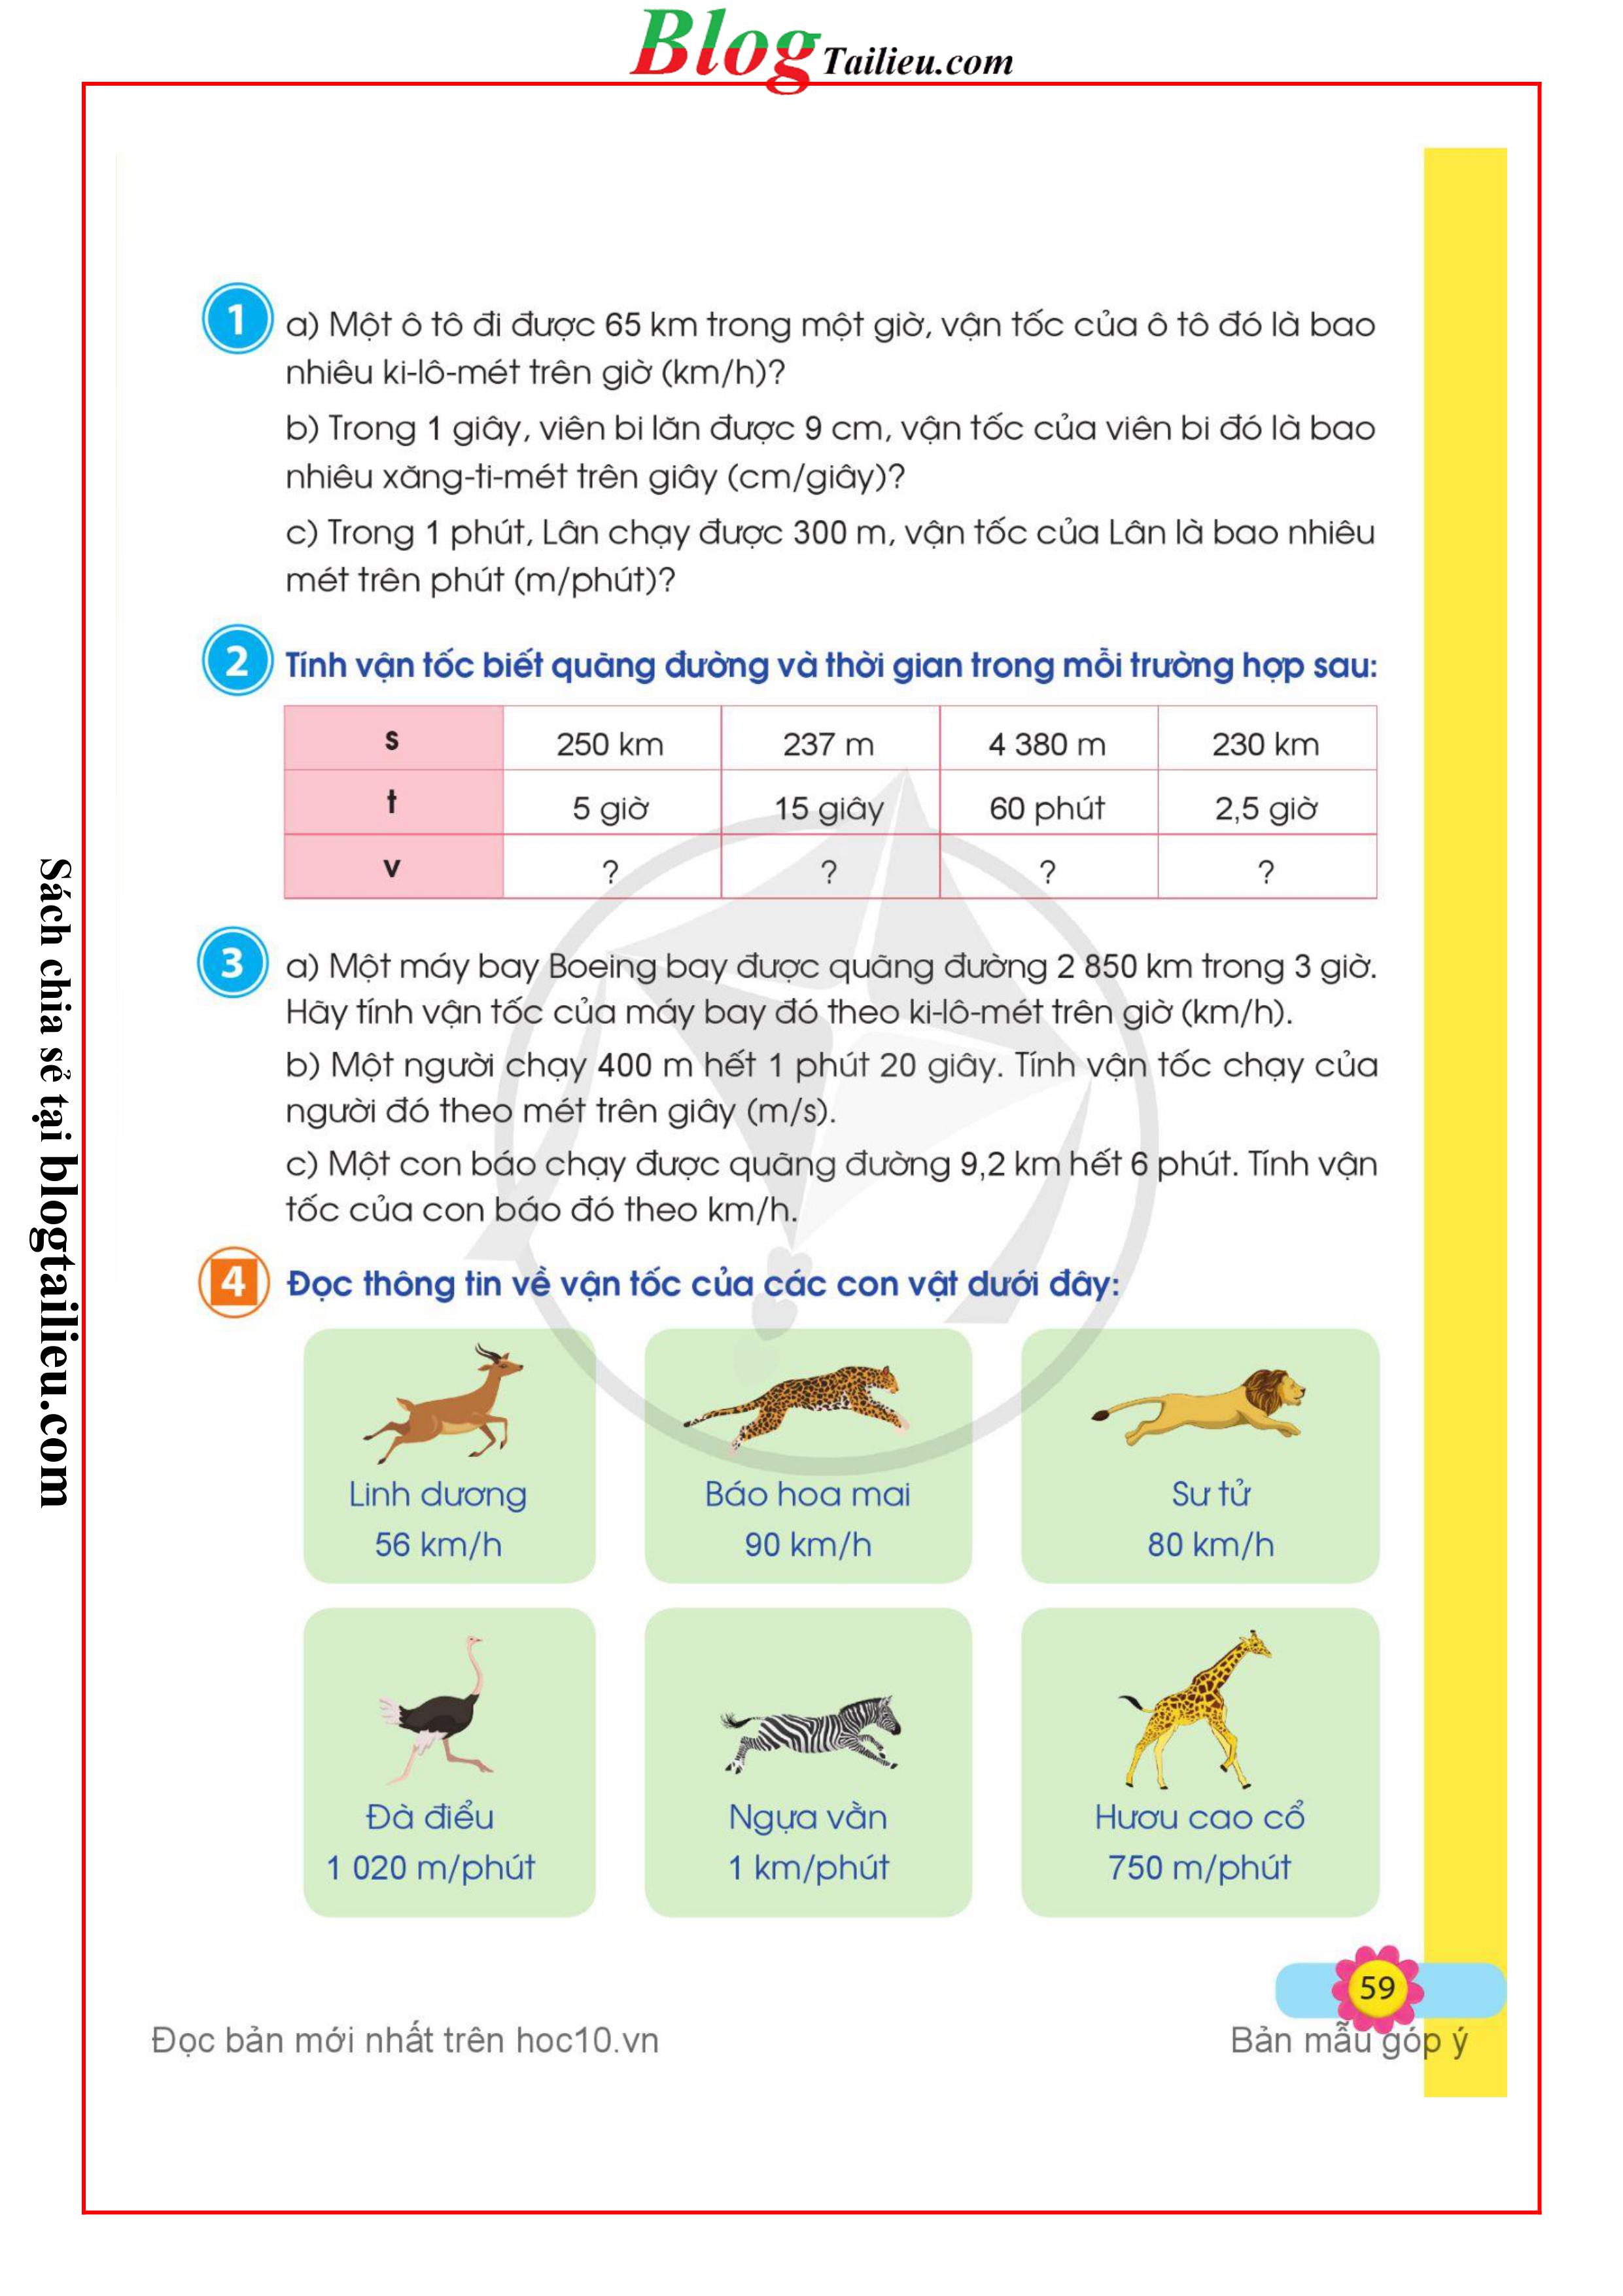 Blog Tailieu.com
1
a) Một ô tô đi được 65 km trong một giờ, vận tốc của ô tô đó là bao
nhiêu ki-lô-mét trên giờ (km/h)?
b) Trong 1 giây, viên bi lăn được 9 cm, vận tốc của viên bi đó là bao
nhiêu xăng-ti-mét trên giây (cm/giây)?
c) Trong 1 phút, Lân chạy được 300 m, vận tốc của Lân là bao nhiêu
mét trên phút (m/phút)?
2
Tính vận tốc biết quãng đường và thời gian trong mỗi trường hợp sau:
s 250 km 237 m 4 380 m 230 km
t 5 giờ 15 giây 60 phút 2,5 giờ
v ? ? ? ?
3
a) Một máy bay Boeing bay được quãng đường 2 850 km trong 3 giờ.
Hãy tính vận tốc của máy bay đó theo ki-lô-mét trên giờ (km/h).
b) Một người chạy 400 m hết 1 phút 20 giây. Tính vận tốc chạy của
người đó theo mét trên giây (m/s).
c) Một con báo chạy được quãng đường 9,2 km hết 6 phút. Tính vận
tốc của con báo đó theo km/h.
4
Đọc thông tin về vận tốc của các con vật dưới đây:
Linh dương
56 km/h
Báo hoa mai
90 km/h
Sư tử
80 km/h
Đà điểu
1 020 m/phút
Ngựa vằn
1 km/phút
Hươu cao cổ
750 m/phút
59
Đọc bản mới nhất trên hoc10.vn
Bản mẫu góp ý
Sách chia sẻ tại blogtailieu.com